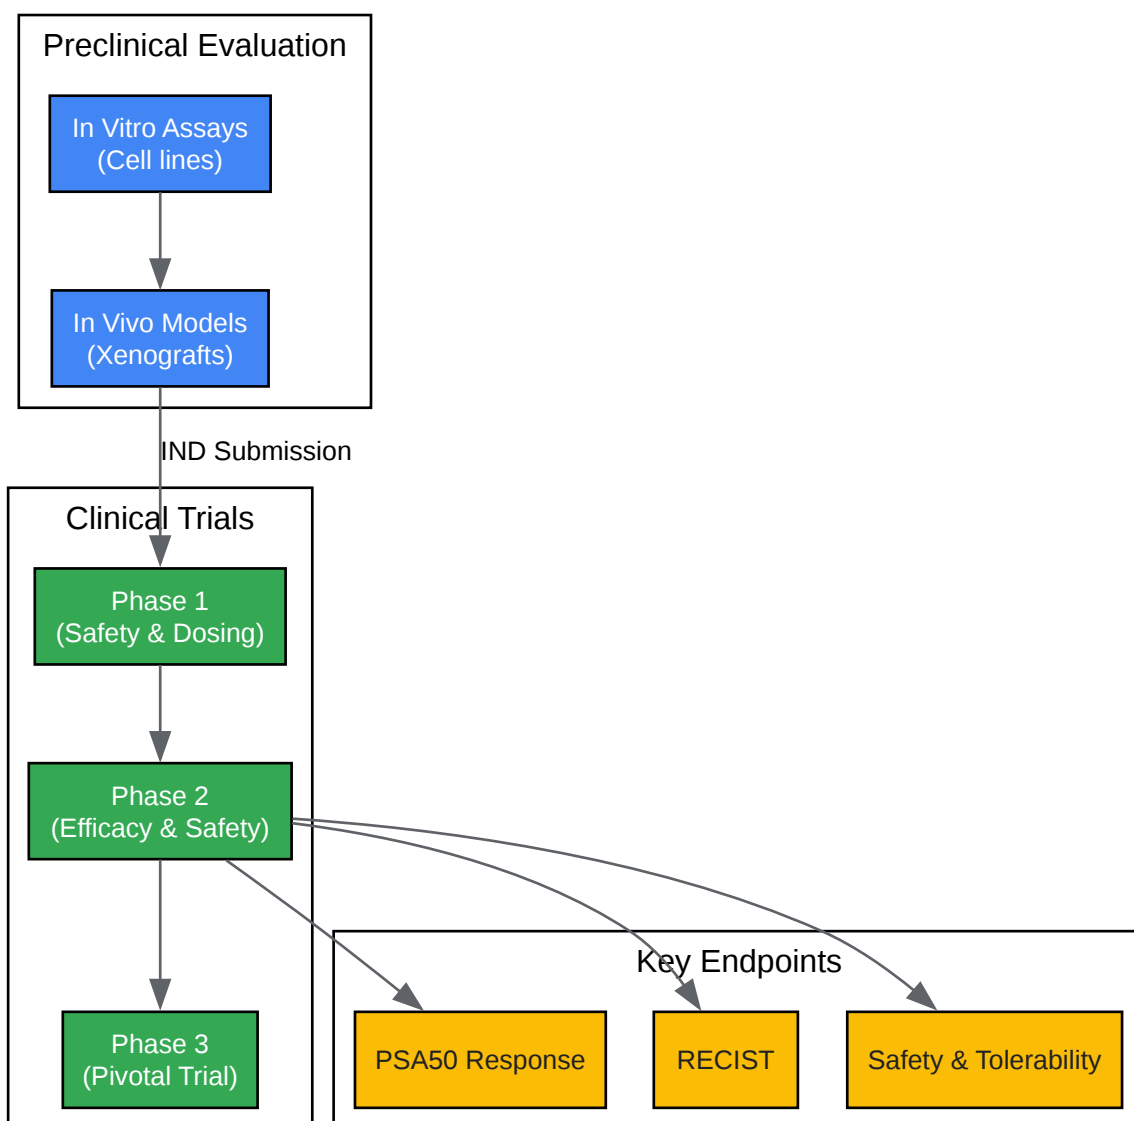 Preclinical Evaluation
In Vitro Assays
(Cell lines)
In Vivo Models
(Xenografts)
IND Submission
Clinical Trials
Phase 1
(Safety & Dosing)
Phase 2
(Efficacy & Safety)
Key Endpoints
Phase 3
(Pivotal Trial)
PSA50 Response
RECIST
Safety & Tolerability